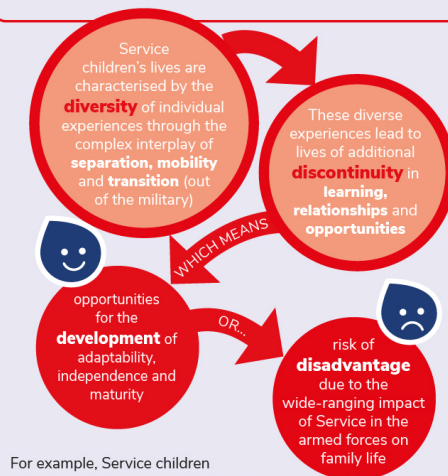 Service
children's lives are
characterised by the
diversity of individual
experiences through the
complex interplay of
separation, mobility
and transition (out
of the military)
These diverse
experiences lead to
lives of additional
discontinuity in
learning,
relationships and
opportunities
WHICH MEANS
opportunities
for the
development of
adaptability,
independence and
maturity
OR...
risk of
disadvantage
due to the
wide-ranging impact
of Service in the
armed forces on
family life
For example, Service children